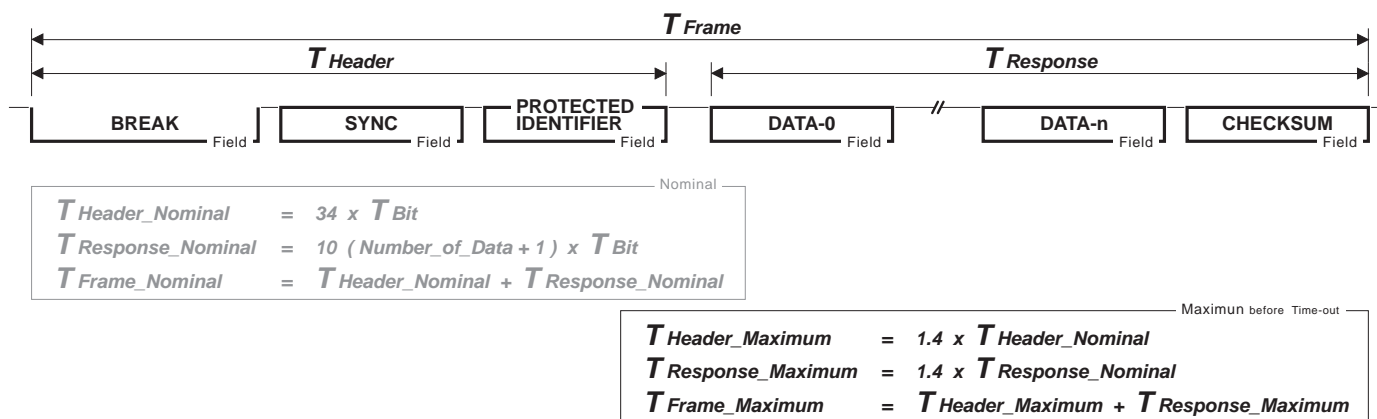 T Frame
T Header
T Response
BREAK
Field
SYNC
Field
PROTECTED
IDENTIFIER
Field
DATA-0
Field
//
DATA-n
Field
CHECKSUM
Field
Nominal
T Header_Nominal = 34 x T Bit
T Response_Nominal = 10 ( Number_of_Data + 1 ) x T Bit
T Frame_Nominal = T Header_Nominal + T Response_Nominal
Maximun before Time-out
T Header_Maximum = 1.4 x T Header_Nominal
T Response_Maximum = 1.4 x T Response_Nominal
T Frame_Maximum = T Header_Maximum + T Response_Maximum